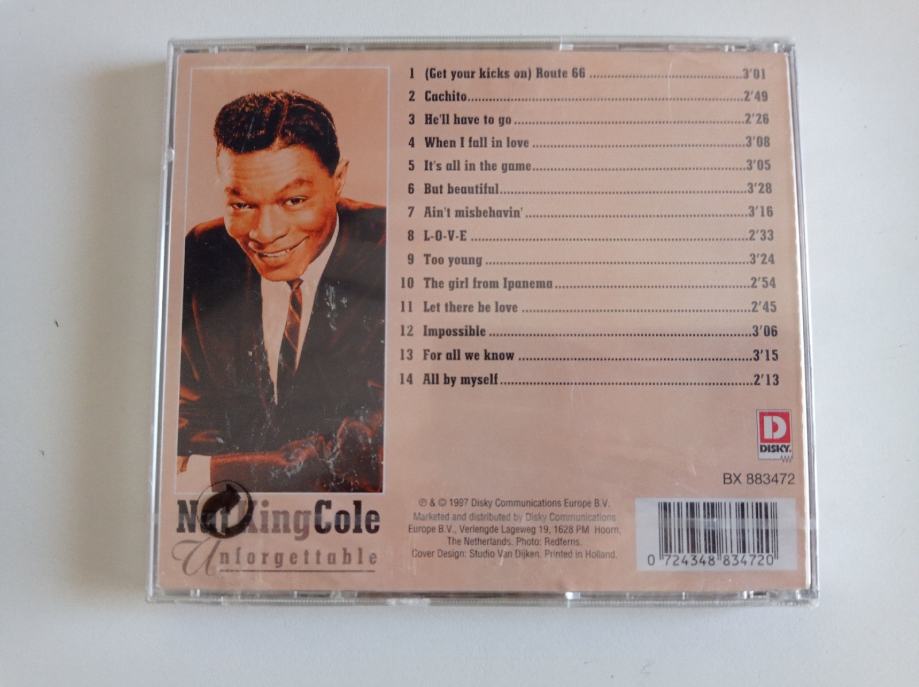 1 (Get your kicks on) Route 66 ........................................3'01
2 Cachito........................................2'49
3 He'll have to go ........................................2'26
4 When I fall in love ........................................3'08
5 It's all in the game........................................3'05
6 But beautiful........................................3'28
7 Ain't misbehavin' ........................................3'16
8 L-O-V-E ........................................2'33
9 Too young ........................................3'24
10 The girl from Ipanema........................................2'54
11 Let there be love ........................................2'45
12 Impossible ........................................3'06
13 For all we know ........................................3'15
14 All by myself........................................2'13
D
DISKY.
BX 883472
Nat King Cole
Unforgettable
℗ & © 1997 Disky Communications Europe B.V.
Marketed and distributed by Disky Communications
Europe B.V., Verlengde Lageweg 19, 1628 PM Hoorn,
The Netherlands. Photo: Redferns.
Cover Design: Studio Van Dijken. Printed in Holland.
0 724348 834720